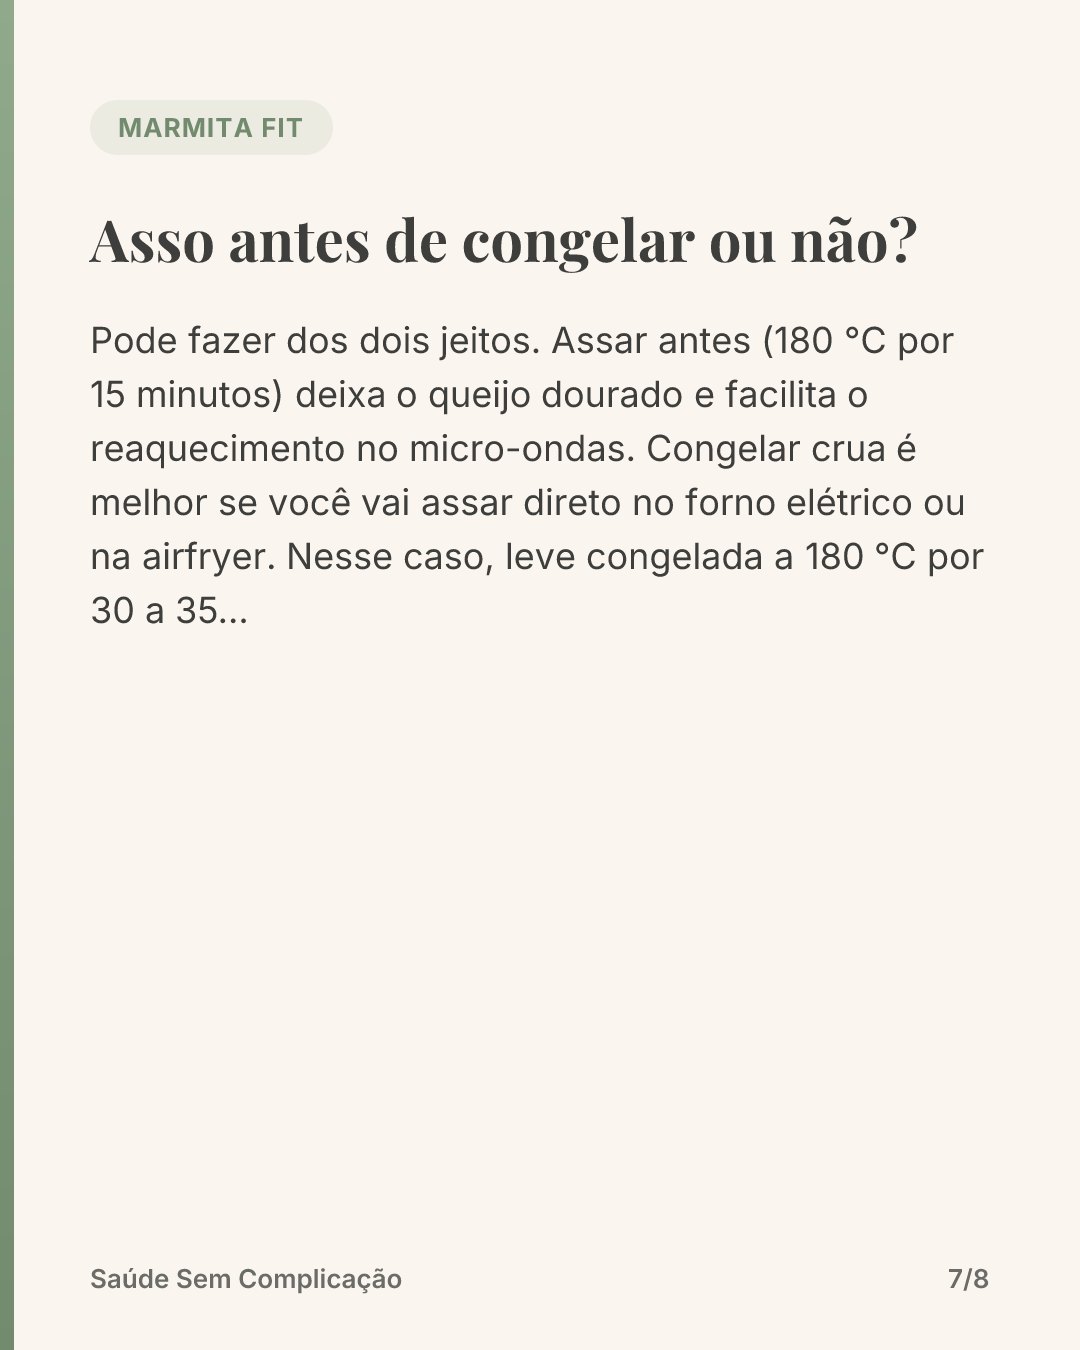 MARMITA FIT
Asso antes de congelar ou não?
Pode fazer dos dois jeitos. Assar antes (180 °C por
15 minutos) deixa o queijo dourado e facilita o
reaquecimento no micro-ondas. Congelar crua é
melhor se você vai assar direto no forno elétrico ou
na airfryer. Nesse caso, leve congelada a 180 °C por
30 a 35...
Saúde Sem Complicação
7/8